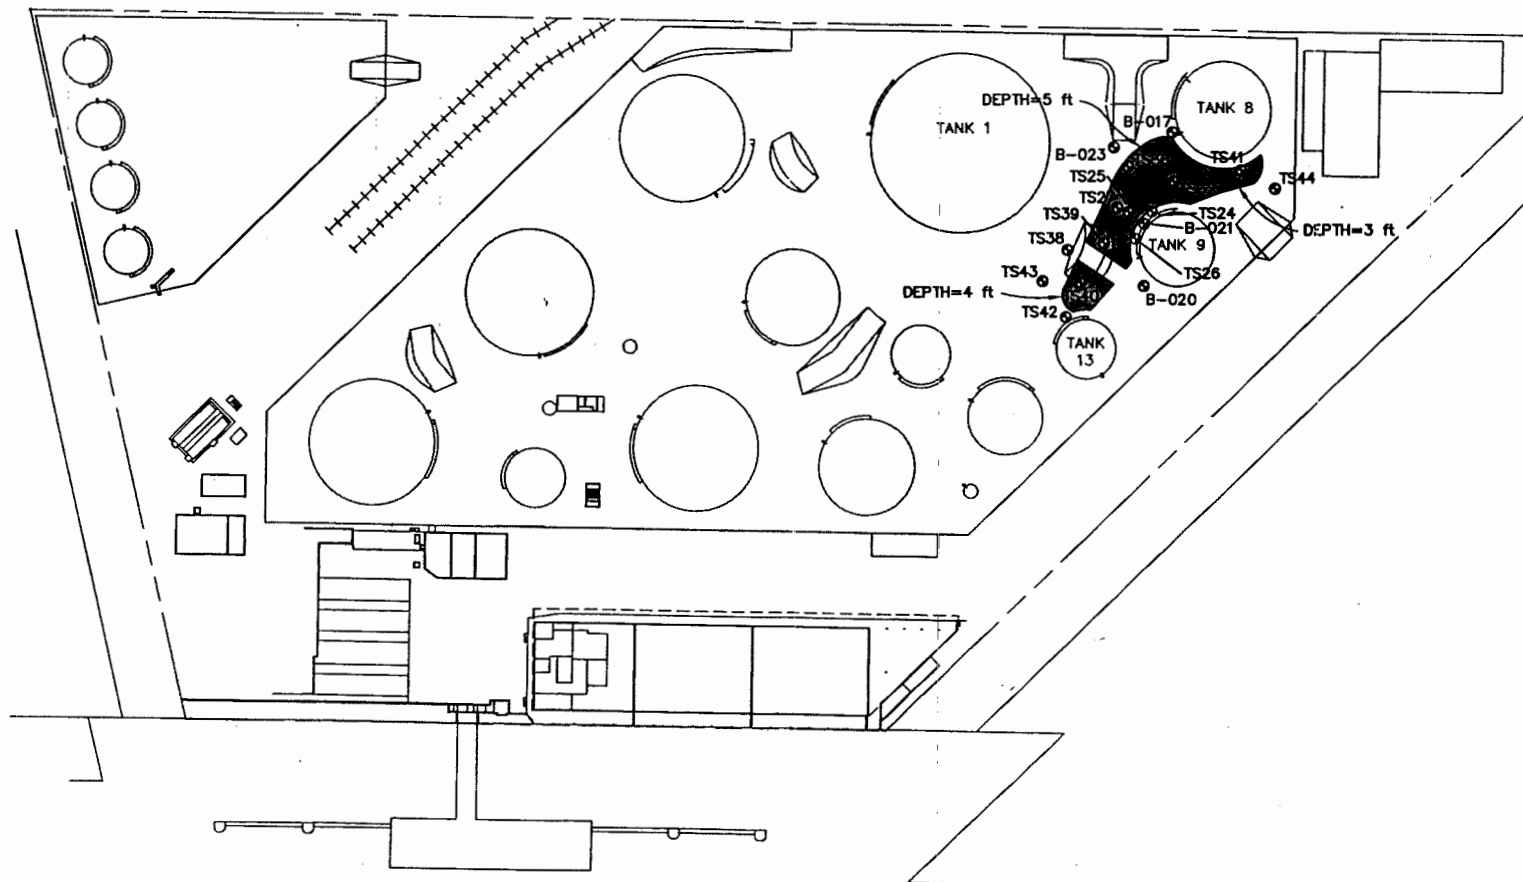 DEPTH=5 ft
TANK 8
B-017
TANK 1
B-023
TS41
TS25
TS44
TS2
TS39
TS24
B-021
TS38
TANK 9
DEPTH=3 ft
TS43
TS26
DEPTH=4 ft
TS40
B-020
TS42
TANK
13